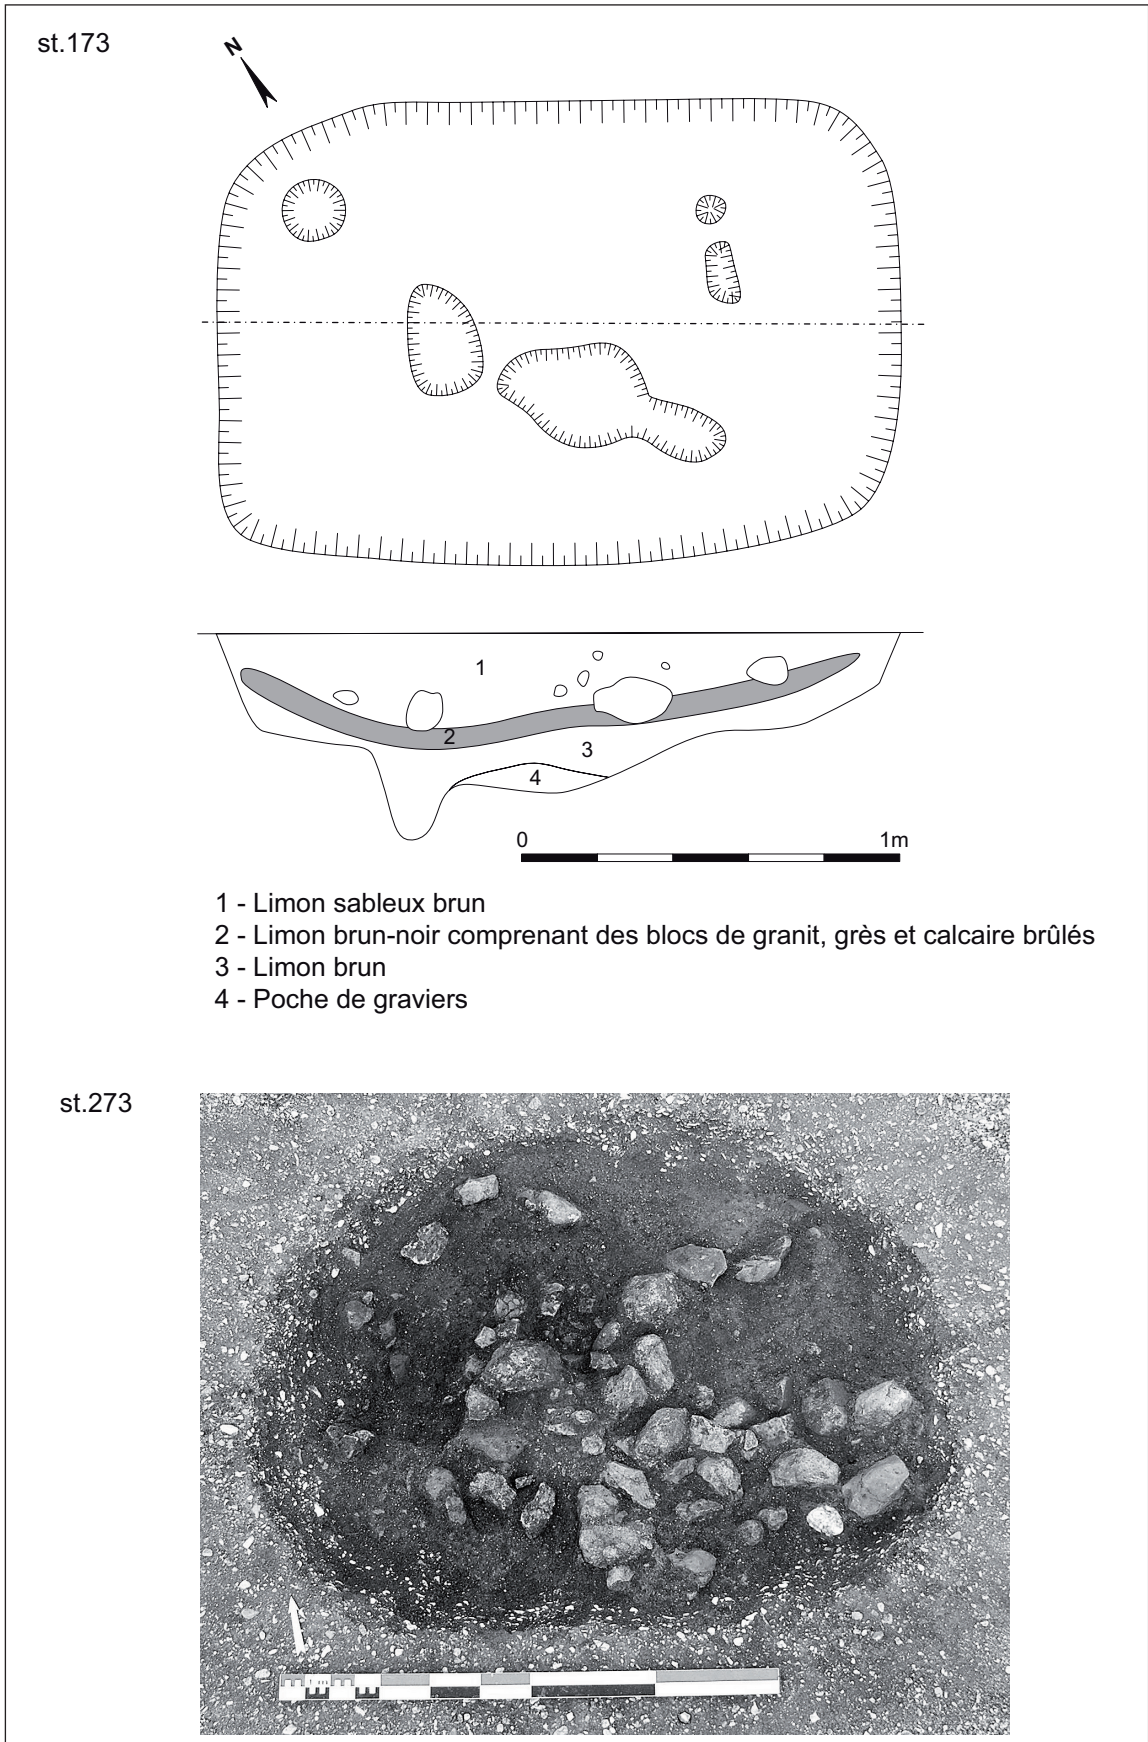 st.173
N
1
2
3
4
0 1m
1 - Limon sableux brun
2 - Limon brun-noir comprenant des blocs de granit, grès et calcaire brûlés
3 - Limon brun
4 - Poche de graviers
st.273